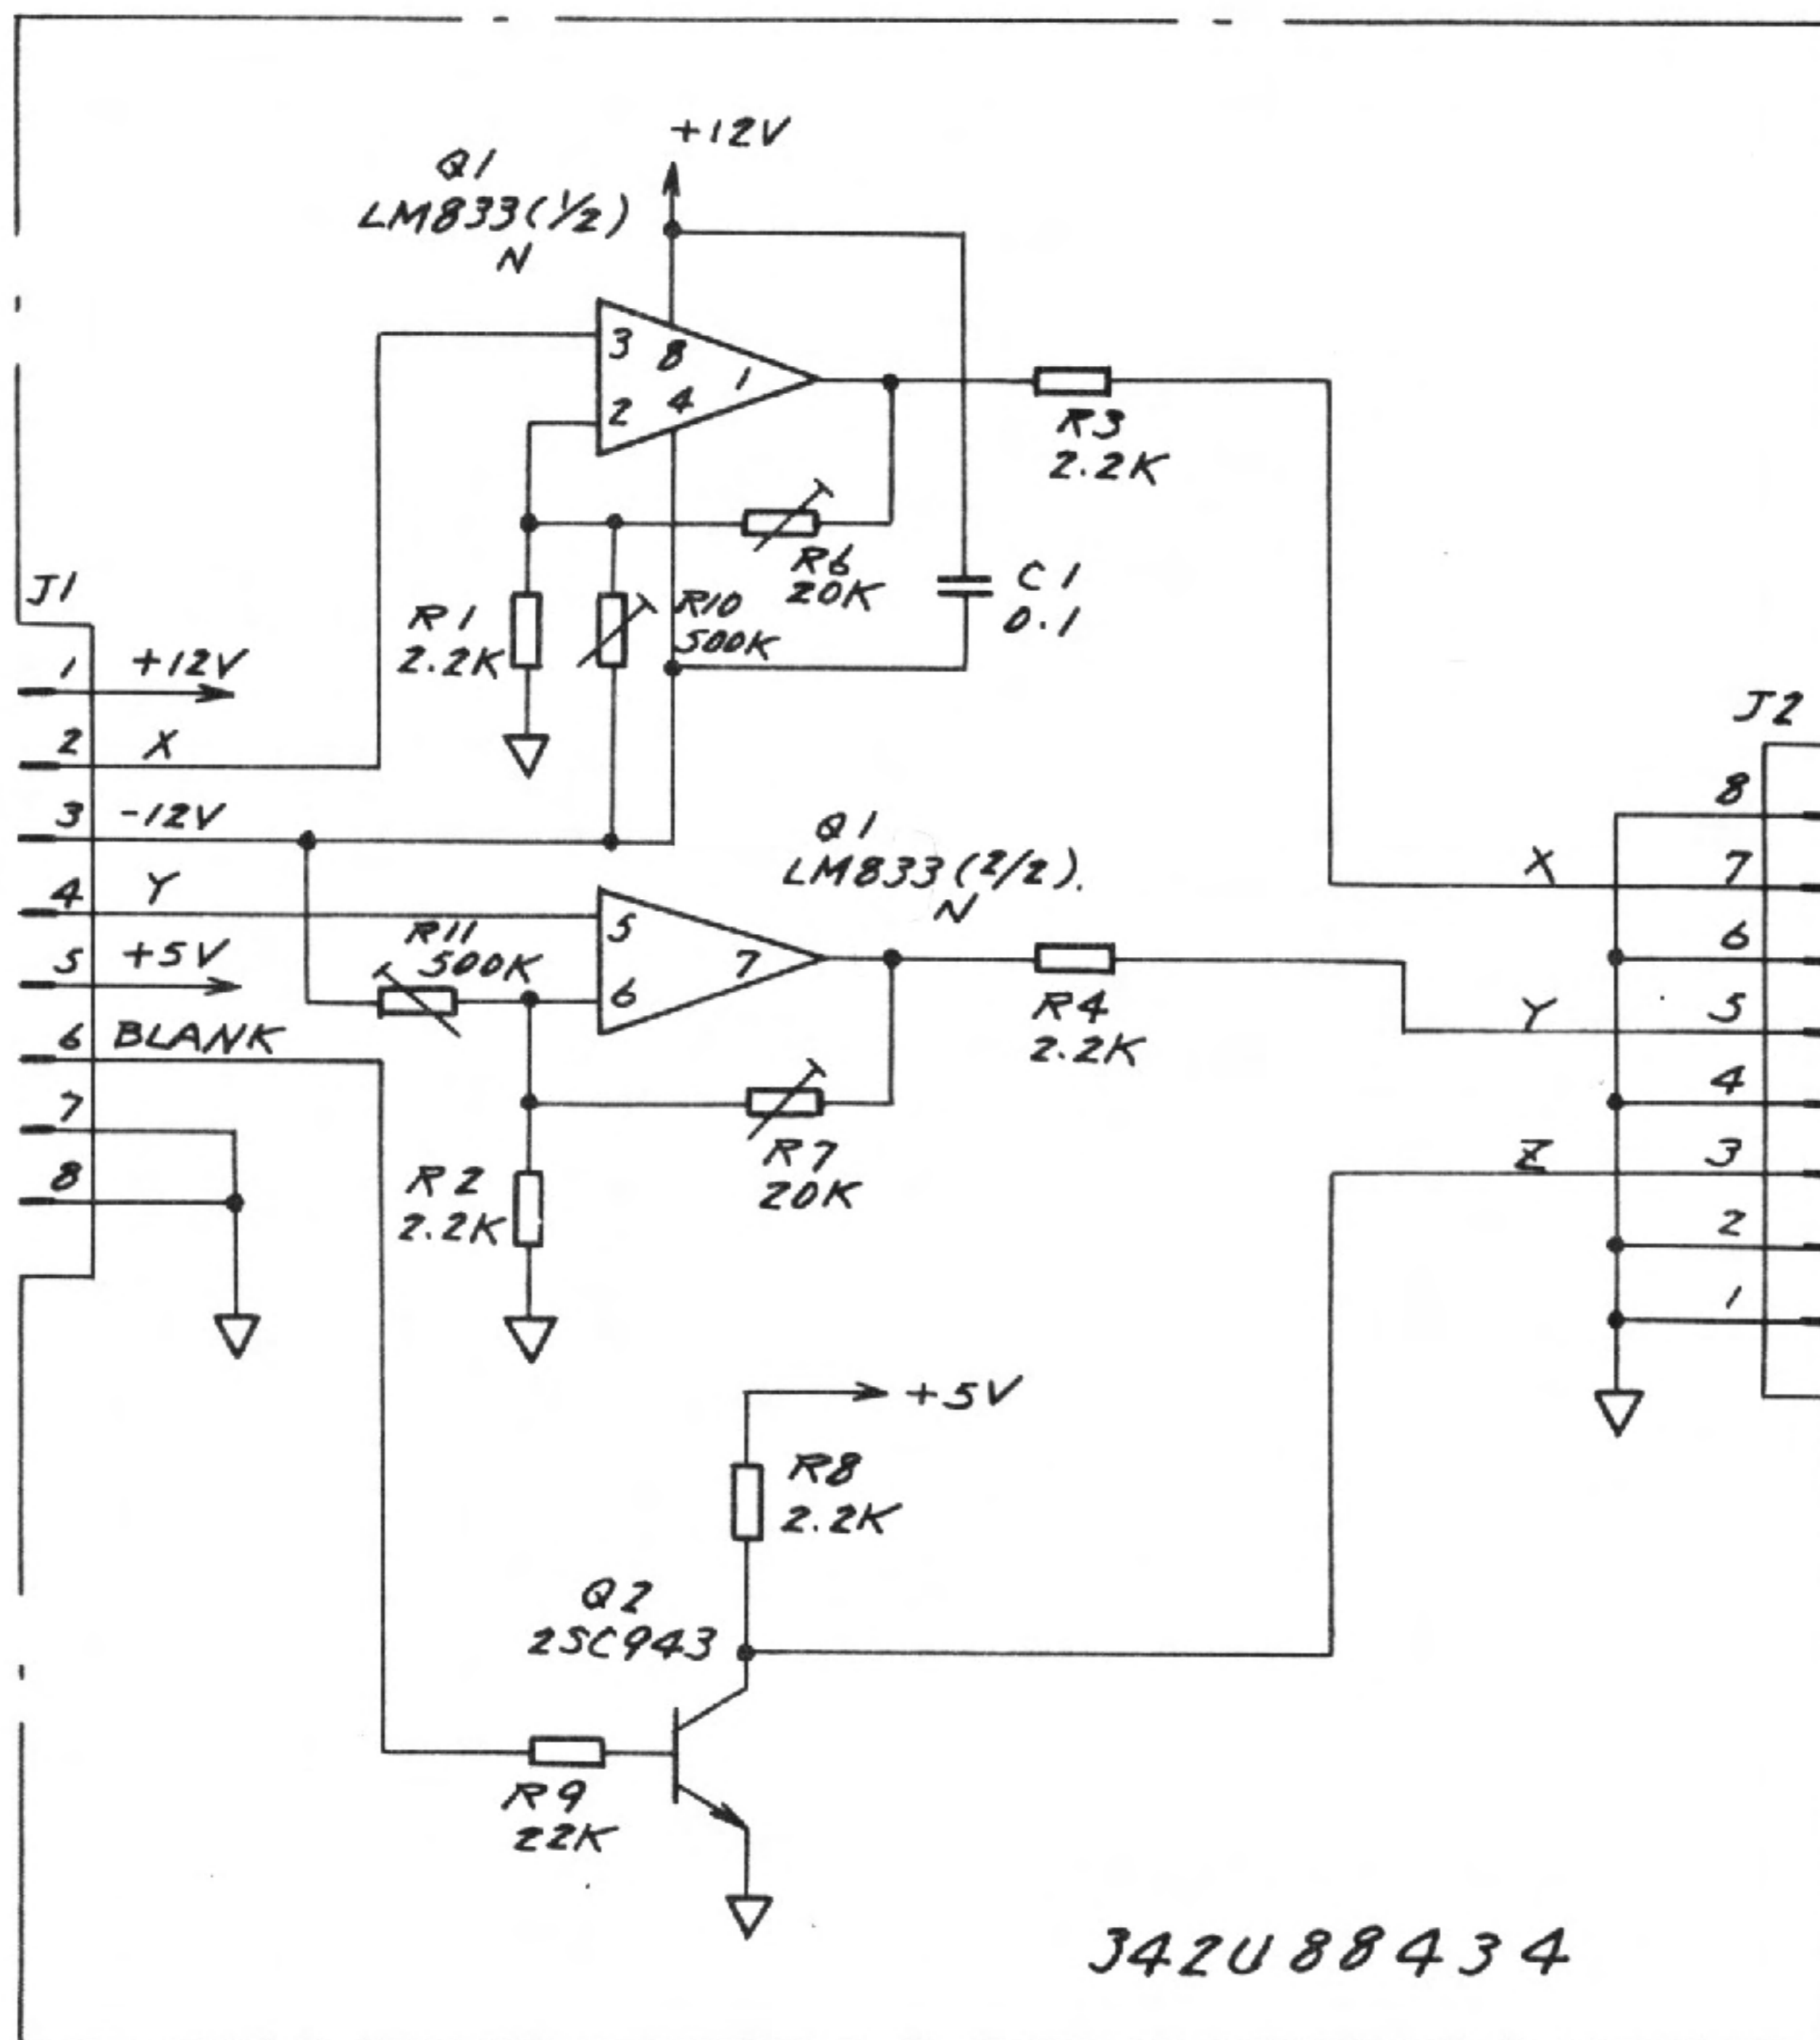 +12V
Q1
LM833(1/2)
N
3
8
1
2
4
R3
2.2K
R6
20K
C1
0.1
R1
2.2K
R10
500K
J1
1 +12V
2 X
3 -12V
4 Y
5 +5V
6 BLANK
7
8
Q1
LM833(2/2).
N
5
7
6
R11
500K
R4
2.2K
R7
20K
R2
2.2K
J2
8
X 7
6
Y 5
4
Z 3
2
1
+5V
R8
2.2K
Q2
2SC943
R9
22K
342U88434